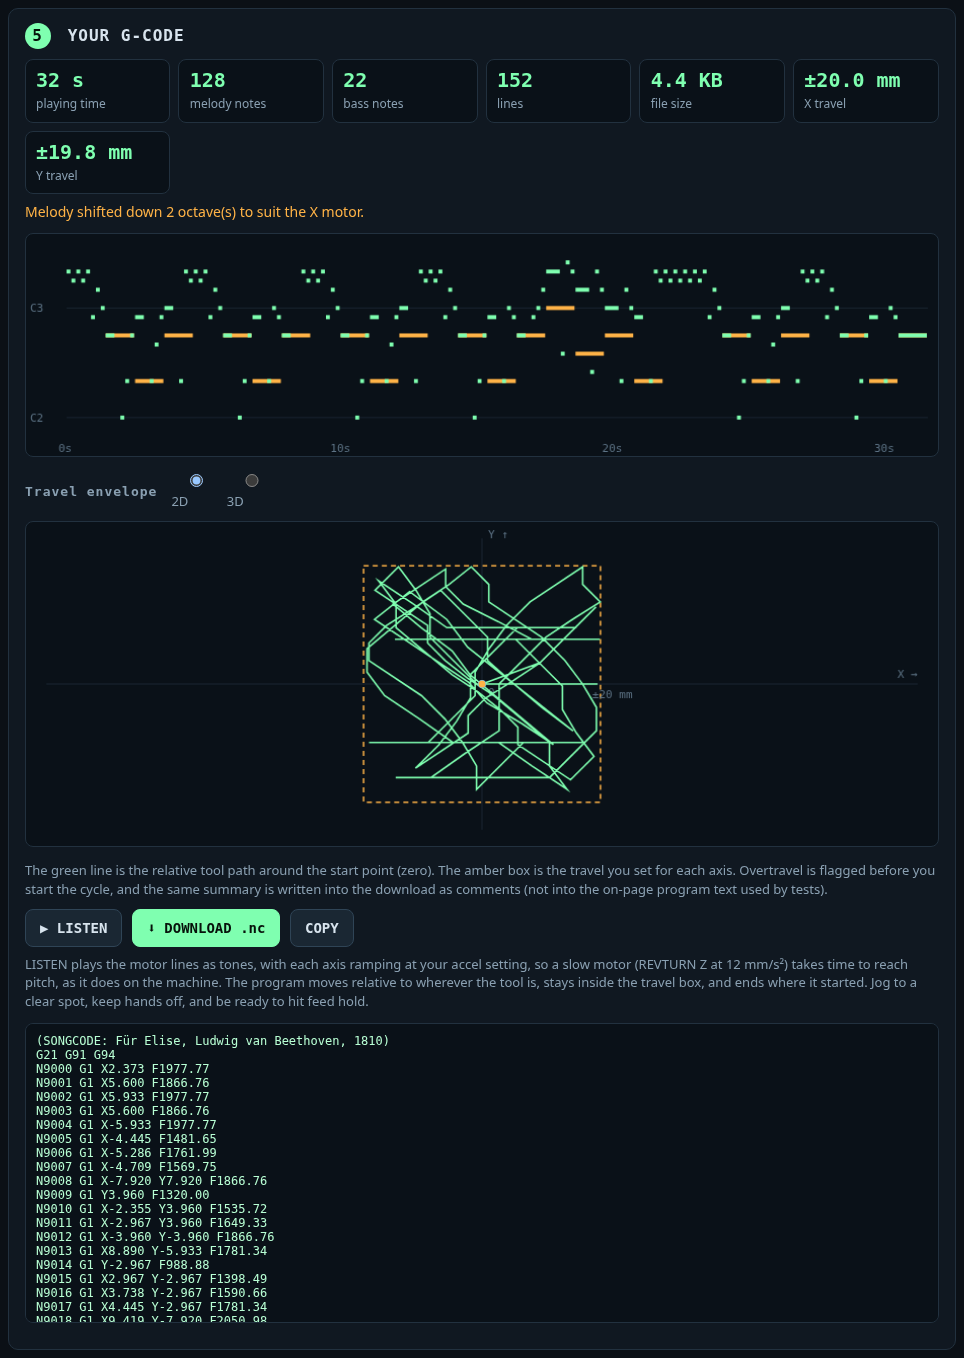 5 YOUR G-CODE
32 s
playing time
128
melody notes
22
bass notes
152
lines
4.4 KB
file size
±20.0 mm
X travel
±19.8 mm
Y travel
Melody shifted down 2 octave(s) to suit the X motor.
C3
C2
0s 10s 20s 30s
Travel envelope 2D 3D
Y ↑
X →
±20 mm
The green line is the relative tool path around the start point (zero). The amber box is the travel you set for each axis. Overtravel is flagged before you
start the cycle, and the same summary is written into the download as comments (not into the on-page program text used by tests).
▶ LISTEN
⬇ DOWNLOAD .nc
COPY
LISTEN plays the motor lines as tones, with each axis ramping at your accel setting, so a slow motor (REVTURN Z at 12 mm/s²) takes time to reach
pitch, as it does on the machine. The program moves relative to wherever the tool is, stays inside the travel box, and ends where it started. Jog to a
clear spot, keep hands off, and be ready to hit feed hold.
(SONGCODE: Für Elise, Ludwig van Beethoven, 1810)
G21 G91 G94
N9000 G1 X2.373 F1977.77
N9001 G1 X5.600 F1866.76
N9002 G1 X5.933 F1977.77
N9003 G1 X5.600 F1866.76
N9004 G1 X-5.933 F1977.77
N9005 G1 X-4.445 F1481.65
N9006 G1 X-5.286 F1761.99
N9007 G1 X-4.709 F1569.75
N9008 G1 X-7.920 Y7.920 F1866.76
N9009 G1 Y3.960 F1320.00
N9010 G1 X-2.355 Y3.960 F1535.72
N9011 G1 X-2.967 Y3.960 F1649.33
N9012 G1 X-3.960 Y-3.960 F1866.76
N9013 G1 X8.890 Y-5.933 F1781.34
N9014 G1 Y-2.967 F988.88
N9015 G1 X2.967 Y-2.967 F1398.49
N9016 G1 X3.738 Y-2.967 F1590.66
N9017 G1 X4.445 Y-2.967 F1781.34
N9018 G1 X9.419 Y-7.920 F2050.98